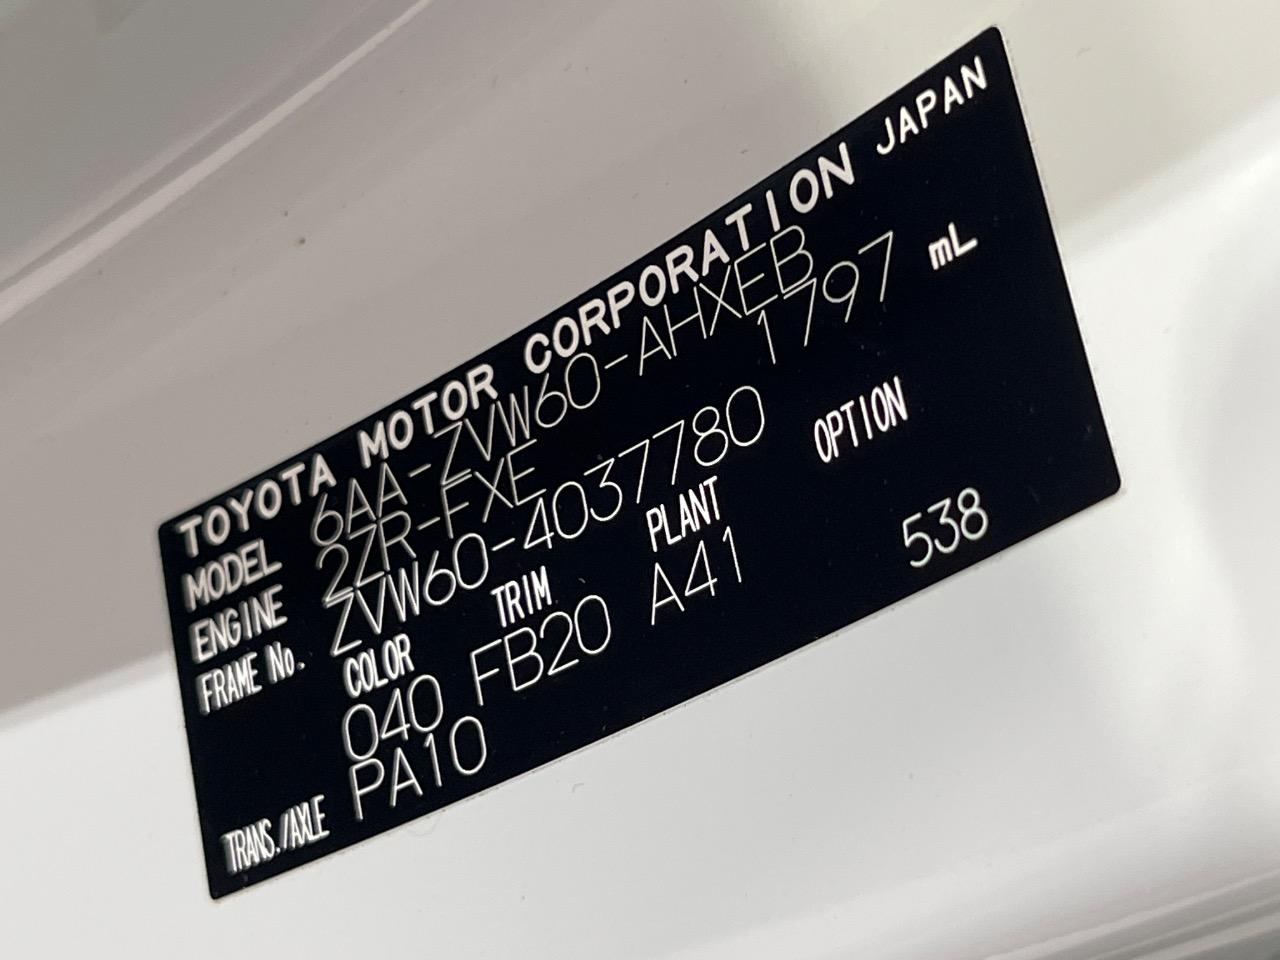 TOYOTA MOTOR CORPORATION JAPAN
MODEL 6AA-ZVW60-AHXEB
ENGINE 2ZR-FXE 1797 mL
FRAME No. ZVW60-4037780
COLOR TRIM PLANT OPTION
040 FB20 A41 538
TRANS./AXLE PA10